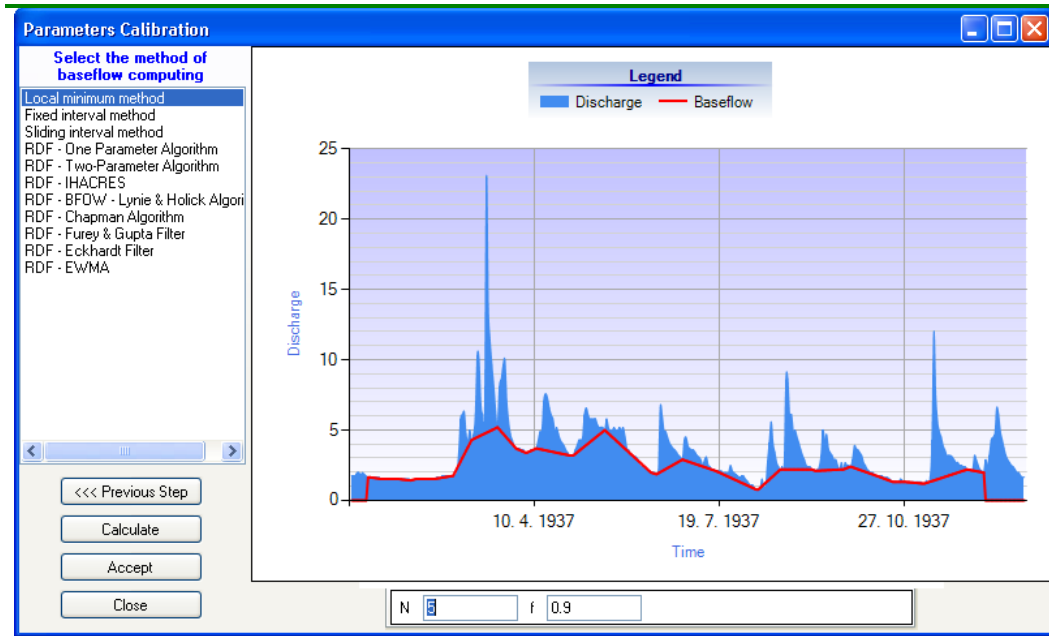 Parameters Calibration
Select the method of
baseflow computing
Local minimum method
Fixed interval method
Sliding interval method
RDF - One Parameter Algorithm
RDF - Two-Parameter Algorithm
RDF - IHACRES
RDF - BFOW - Lynie & Holick Algori
RDF - Chapman Algorithm
RDF - Furey & Gupta Filter
RDF - Eckhardt Filter
RDF - EWMA
<<< Previous Step
Calculate
Accept
Close
Legend
Discharge Baseflow
25
20
15
10
5
0
Discharge
10. 4. 1937 19. 7. 1937 27. 10. 1937
Time
N 5 f 0.9